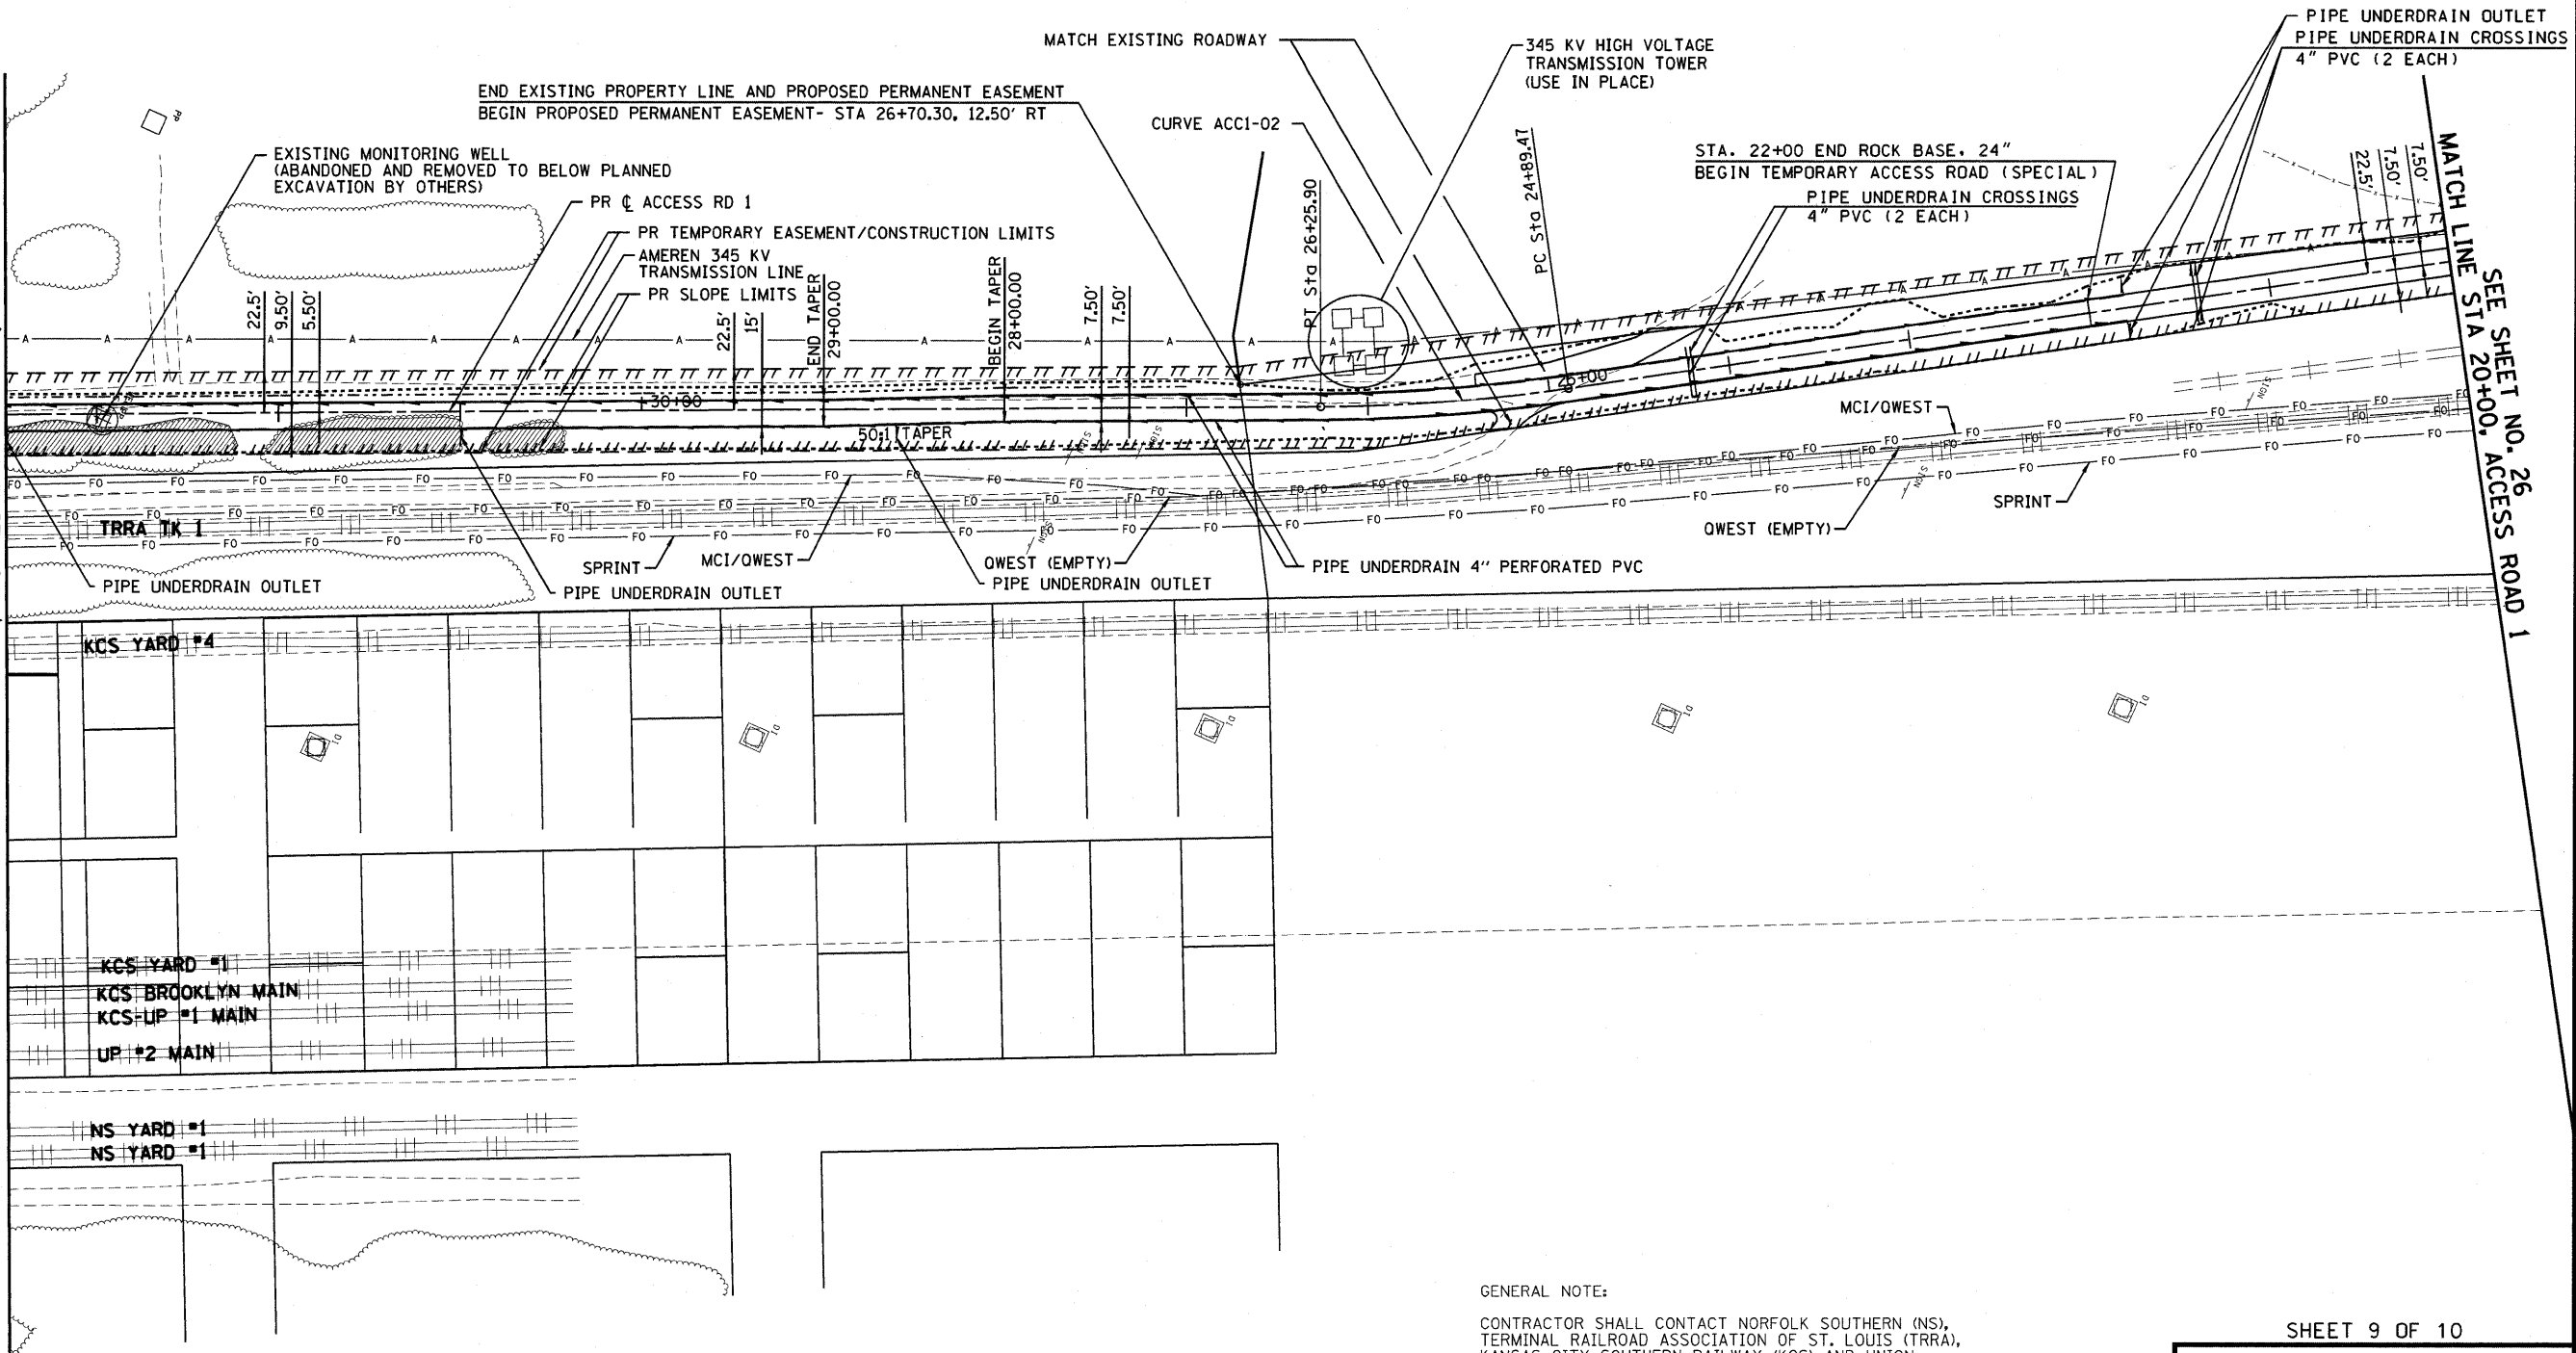 PIPE UNDERDRAIN OUTLET
PIPE UNDERDRAIN CROSSINGS
4" PVC (2 EACH)
MATCH EXISTING ROADWAY
345 KV HIGH VOLTAGE
TRANSMISSION TOWER
(USE IN PLACE)
END EXISTING PROPERTY LINE AND PROPOSED PERMANENT EASEMENT
BEGIN PROPOSED PERMANENT EASEMENT- STA 26+70.30, 12.50' RT
CURVE ACC1-02
PC Sta 24+89.47
STA. 22+00 END ROCK BASE, 24"
BEGIN TEMPORARY ACCESS ROAD (SPECIAL)
PIPE UNDERDRAIN CROSSINGS
4" PVC (2 EACH)
22.5'
7.50'
7.50'
MATCH LINE STA 20+00, ACCESS ROAD 1
SEE SHEET NO. 26
PP
EXISTING MONITORING WELL
(ABANDONED AND REMOVED TO BELOW PLANNED
EXCAVATION BY OTHERS)
PR ℄ ACCESS RD 1
PR TEMPORARY EASEMENT/CONSTRUCTION LIMITS
AMEREN 345 KV
TRANSMISSION LINE
PR SLOPE LIMITS
22.5'
9.50'
5.50'
22.5'
15'
END TAPER
29+00.00
BEGIN TAPER
28+00.00
7.50'
7.50'
PT Sta 26+25.90
+30+00
25+00
50:1 TAPER
MCI/QWEST
SPRINT
QWEST (EMPTY)
TRRA TK 1
SPRINT
MCI/QWEST
QWEST (EMPTY)
PIPE UNDERDRAIN 4" PERFORATED PVC
PIPE UNDERDRAIN OUTLET
PIPE UNDERDRAIN OUTLET
PIPE UNDERDRAIN OUTLET
KCS YARD #4
KCS YARD #1
KCS BROOKLYN MAIN
KCS-UP #1 MAIN
UP #2 MAIN
NS YARD #1
NS YARD #1
GENERAL NOTE:
CONTRACTOR SHALL CONTACT NORFOLK SOUTHERN (NS),
TERMINAL RAILROAD ASSOCIATION OF ST. LOUIS (TRRA),
KANSAS CITY SOUTHERN RAILWAY (KCS) AND UNION
SHEET 9 OF 10